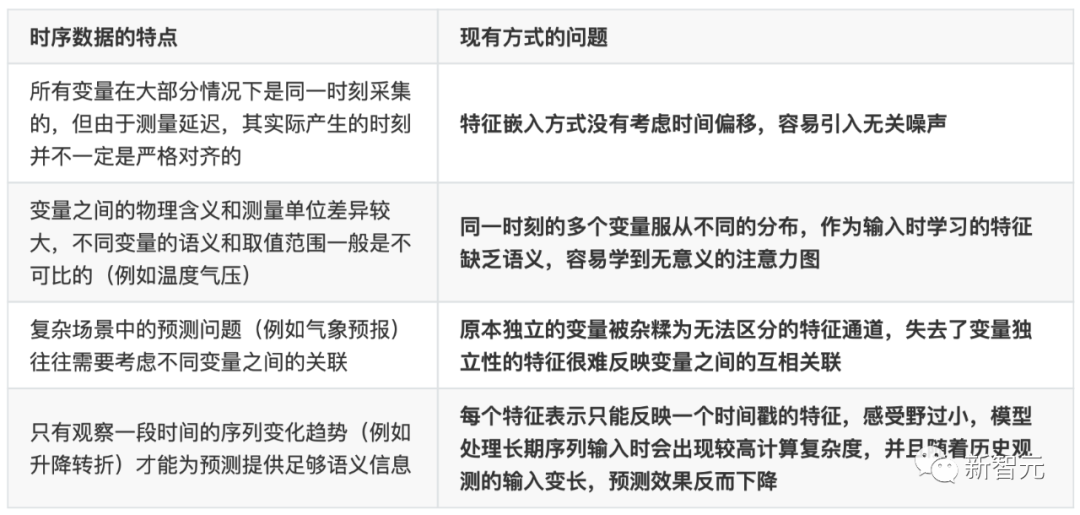 时序数据的特点
现有方式的问题
所有变量在大部分情况下是同一时刻采集
的，但由于测量延迟，其实际产生的时刻
并不一定是严格对齐的
特征嵌入方式没有考虑时间偏移，容易引入无关噪声
变量之间的物理含义和测量单位差异较
大，不同变量的语义和取值范围一般是不
可比的（例如温度气压）
同一时刻的多个变量服从不同的分布，作为输入时学习的特征
缺乏语义，容易学到无意义的注意力图
复杂场景中的预测问题（例如气象预报）
往往需要考虑不同变量之间的关联
原本独立的变量被杂糅为无法区分的特征通道，失去了变量独
立性的特征很难反映变量之间的互相关联
只有观察一段时间的序列变化趋势（例如
升降转折）才能为预测提供足够语义信息
每个特征表示只能反映一个时间戳的特征，感受野过小，模型
处理长期序列输入时会出现较高计算复杂度，并且随着历史观
测的输入变长，预测效果反而下降
新智元